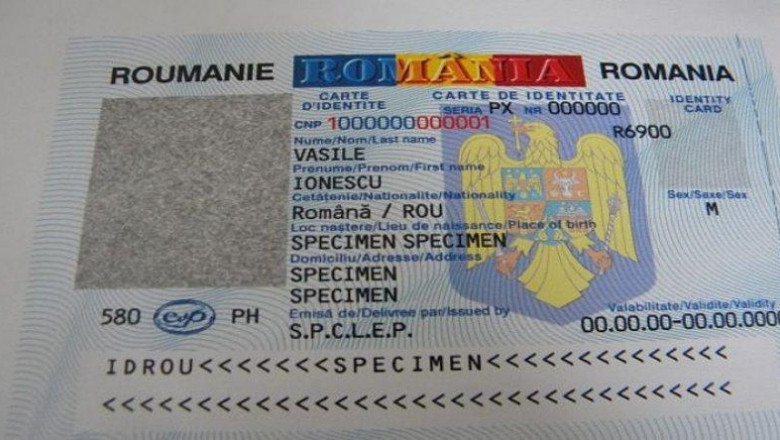 ROUMANIE ROMÂNIA ROMANIA
CARTE D'IDENTITE
CARTE DE IDENTITATE
IDENTITY CARD
SERIA PX NR 000000
CNP 1000000000001
R6900
Nume/Nom/Last name
VASILE
Prenume/Prenom/First name
IONESCU
Cetăţenie/Nationalite/Nationality
Sex/Sexe/Sex
Română / ROU
M
Loc naştere/Lieu de naissance/Place of birth
SPECIMEN SPECIMEN
Domiciliu/Adresse/Address
SPECIMEN
SPECIMEN
Emisă de/Delivree par/Issued by
Valabilitate/Validite/Validity
580 PH
S.P.C.L.E.P.
00.00.00-00.00.0000
IDROU<<<<<<<SPECIMEN<<<<<<<<<<<<<<<
<<<<<<<<<<<<<<<<<<<<<<<<<<<<<<<<<<<